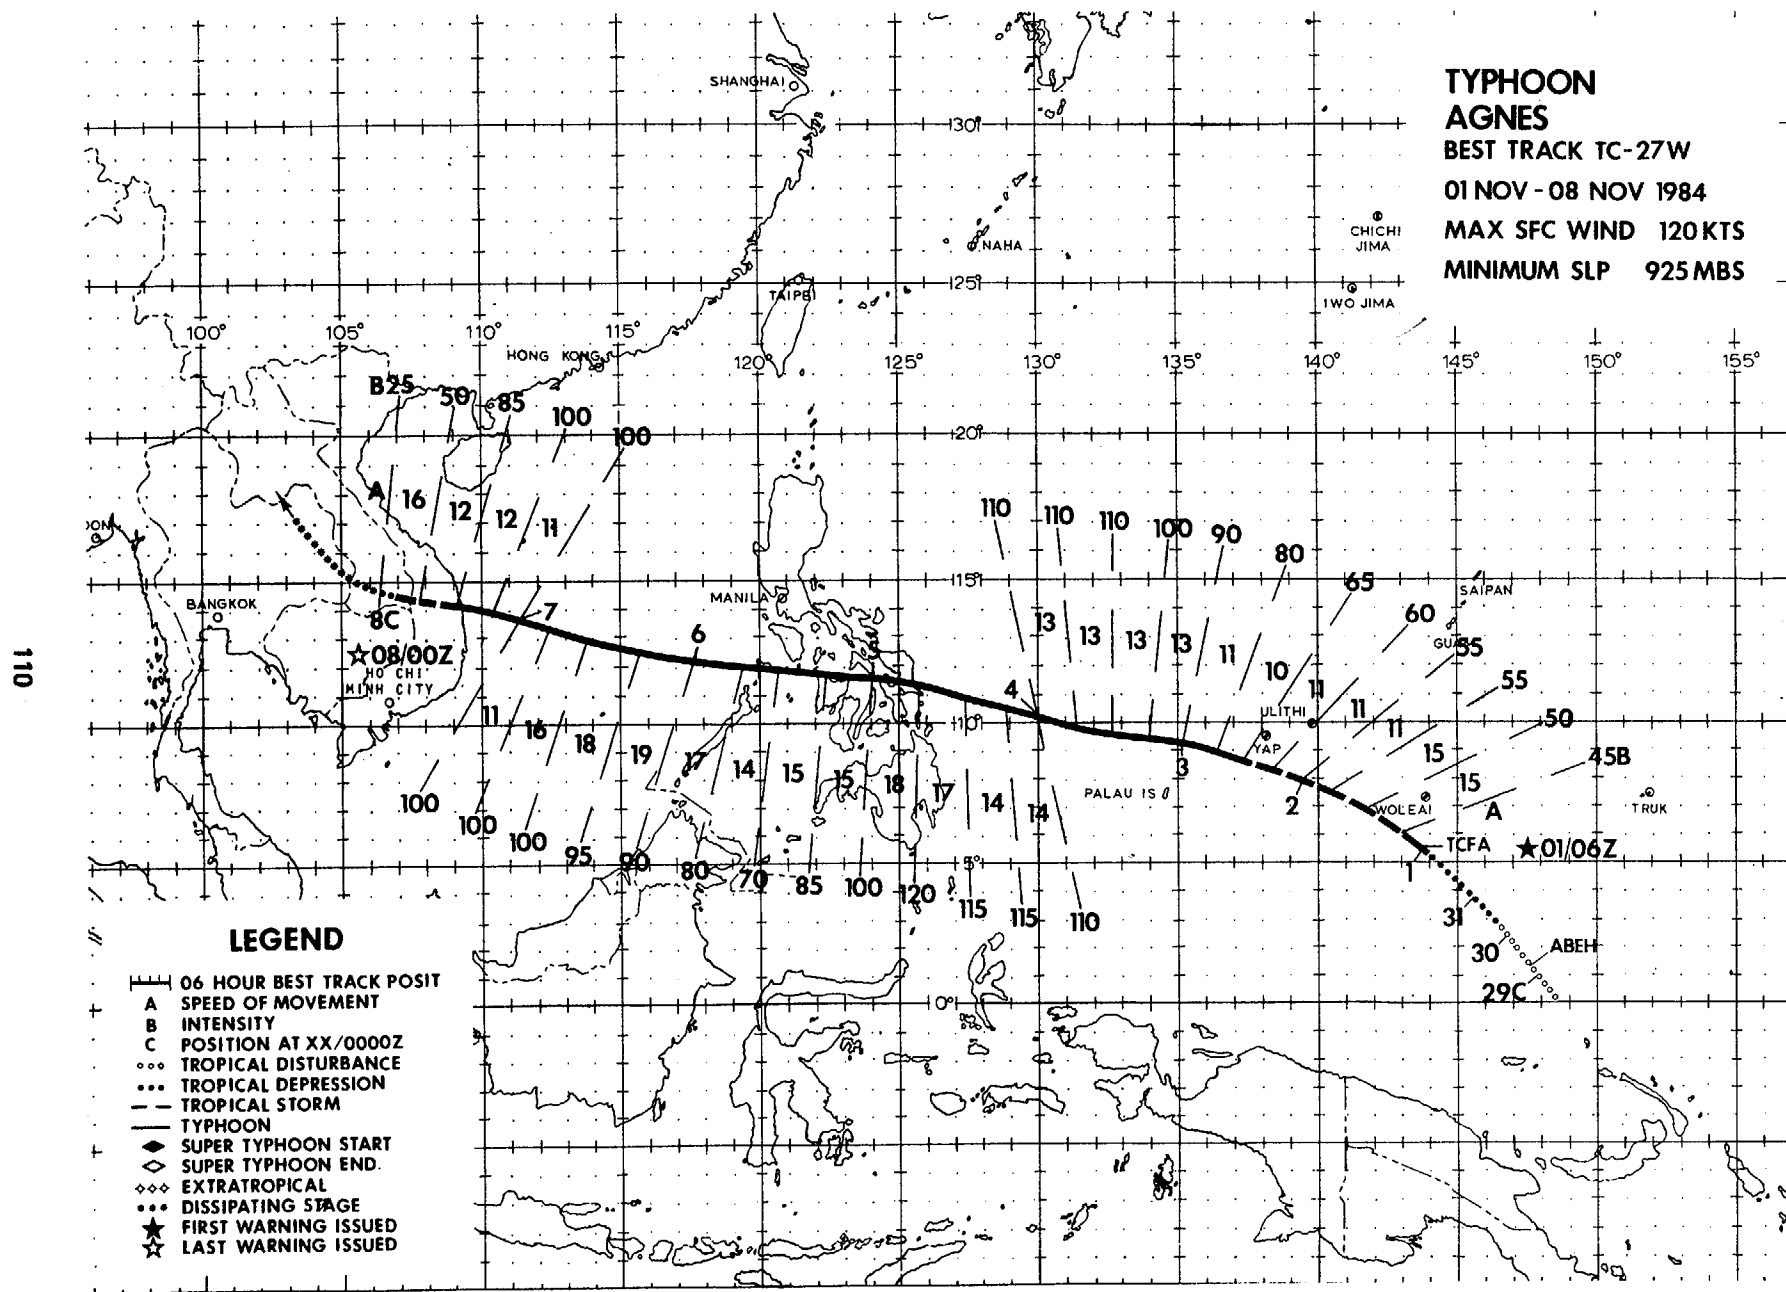 TYPHOON
AGNES
BEST TRACK TC-27W
01 NOV - 08 NOV 1984
MAX SFC WIND 120 KTS
MINIMUM SLP 925 MBS
SHANGHAI
30°
NAHA
CHICHI
JIMA
25°
TAIPEI
IWO JIMA
100° 105° 110° 115°
HONG KONG
120° 125° 130° 135° 140° 145° 150° 155°
B25 50 85 100 100
20°
A 16 12 12 11
110 110 110 100 90 80 65 60 55 55 50 45B
15°
SAIPAN
BANGKOK
MANILA
8C
7
6
13 13 13 13 11 10 11 11 11 15 15 A
08/00Z
HO CHI
MINH CITY
4
ULITHI
10°
YAP
3
2
11 16 18 19 17 14 15 15 18 17 14 14
PALAU IS
WOLEAI
TRUK
TCFA
01/06Z
1
100 100 100 95 90 80 70 85 100 120 115 115 110
5°
31
30
ABEH
29C
0°
110
LEGEND
06 HOUR BEST TRACK POSIT
A SPEED OF MOVEMENT
B INTENSITY
C POSITION AT XX/0000Z
TROPICAL DISTURBANCE
TROPICAL DEPRESSION
TROPICAL STORM
TYPHOON
SUPER TYPHOON START
SUPER TYPHOON END.
EXTRATROPICAL
DISSIPATING STAGE
FIRST WARNING ISSUED
LAST WARNING ISSUED